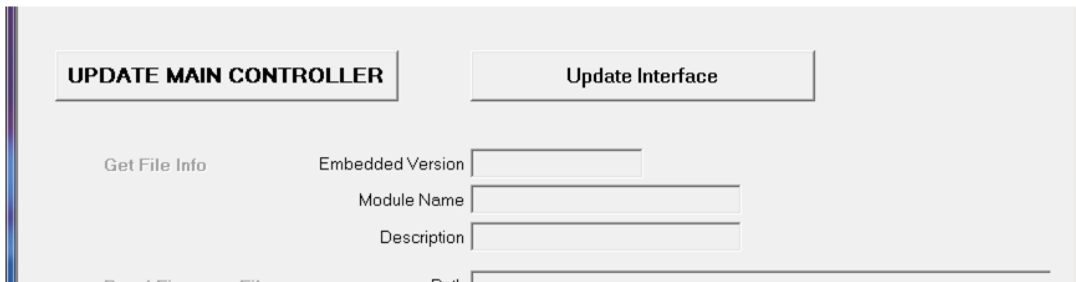 UPDATE MAIN CONTROLLER Update Interface
Get File Info Embedded Version
Module Name
Description